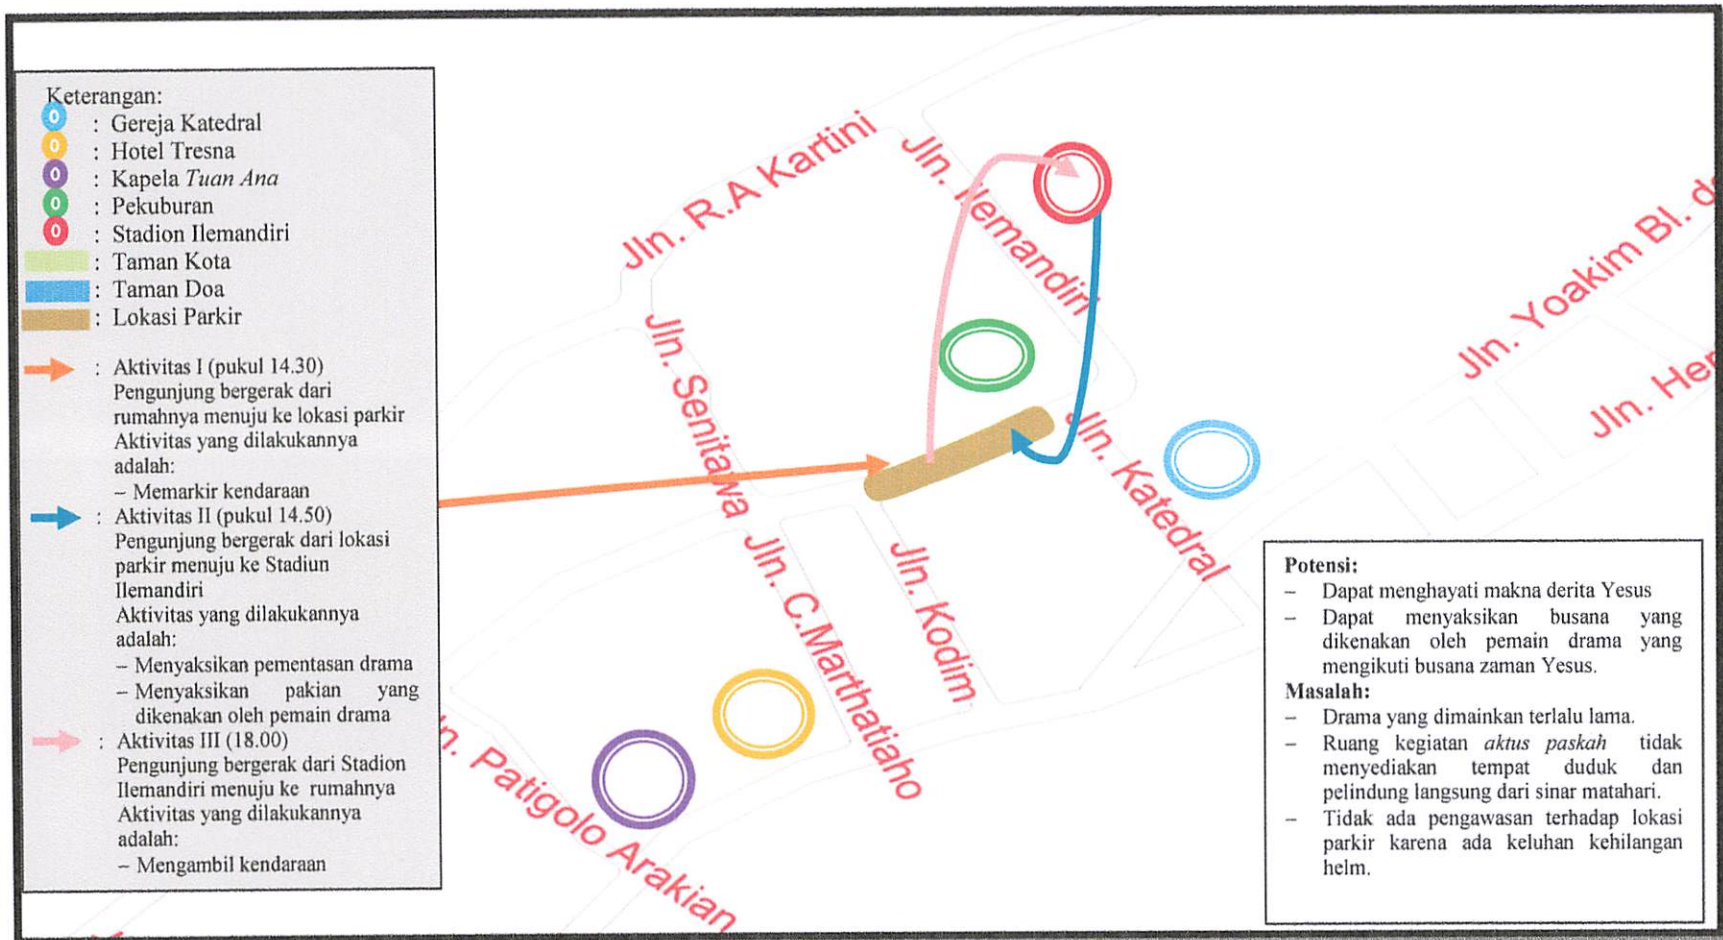 Keterangan:
0 : Gereja Katedral
0 : Hotel Tresna
0 : Kapela Tuan Ana
0 : Pekuburan
0 : Stadion Ilemandiri
: Taman Kota
: Taman Doa
: Lokasi Parkir
: Aktivitas I (pukul 14.30)
Pengunjung bergerak dari
rumahnya menuju ke lokasi parkir
Aktivitas yang dilakukannya
adalah:
– Memarkir kendaraan
: Aktivitas II (pukul 14.50)
Pengunjung bergerak dari lokasi
parkir menuju ke Stadiun
Ilemandiri
Aktivitas yang dilakukannya
adalah:
– Menyaksikan pementasan drama
– Menyaksikan pakian yang
dikenakan oleh pemain drama
: Aktivitas III (18.00)
Pengunjung bergerak dari Stadion
Ilemandiri menuju ke rumahnya
Aktivitas yang dilakukannya
adalah:
– Mengambil kendaraan
Jln. R.A Kartini
Jln. Ilemandiri
Jln. Senitawa
Jln. Katedral
Jln. C.Marthatiaho
Jln. Kodim
Jln. Patigolo Arakian
Jln. Yoakim Bl. d
Jln. Her
Potensi:
– Dapat menghayati makna derita Yesus
– Dapat menyaksikan busana yang
dikenakan oleh pemain drama yang
mengikuti busana zaman Yesus.
Masalah:
– Drama yang dimainkan terlalu lama.
– Ruang kegiatan aktus paskah tidak
menyediakan tempat duduk dan
pelindung langsung dari sinar matahari.
– Tidak ada pengawasan terhadap lokasi
parkir karena ada keluhan kehilangan
helm.